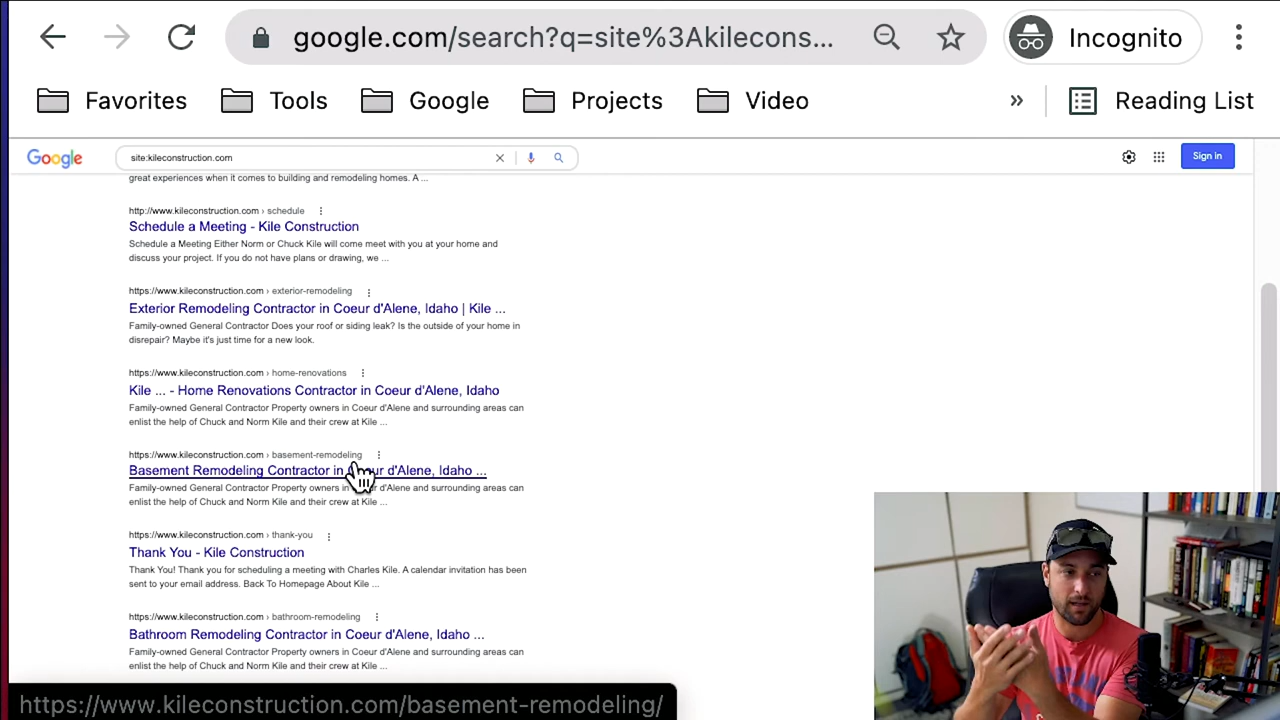 google.com/search?q=site%3Akilecons...
Incognito
Favorites
Tools
Google
Projects
Video
»
Reading List
Google
site:kileconstruction.com
Sign in
great experiences when it comes to building and remodeling homes. A ...
http://www.kileconstruction.com › schedule
Schedule a Meeting - Kile Construction
Schedule a Meeting Either Norm or Chuck Kile will come meet with you at your home and
discuss your project. If you do not have plans or drawing, we ...
https://www.kileconstruction.com › exterior-remodeling
Exterior Remodeling Contractor in Coeur d'Alene, Idaho | Kile ...
Family-owned General Contractor Does your roof or siding leak? Is the outside of your home in
disrepair? Maybe it's just time for a new look.
https://www.kileconstruction.com › home-renovations
Kile ... - Home Renovations Contractor in Coeur d'Alene, Idaho
Family-owned General Contractor Property owners in Coeur d'Alene and surrounding areas can
enlist the help of Chuck and Norm Kile and their crew at Kile ...
https://www.kileconstruction.com › basement-remodeling
Basement Remodeling Contractor in Coeur d'Alene, Idaho ...
Family-owned General Contractor Property owners in Coeur d'Alene and surrounding areas can
enlist the help of Chuck and Norm Kile and their crew at Kile ...
https://www.kileconstruction.com › thank-you
Thank You - Kile Construction
Thank You! Thank you for scheduling a meeting with Charles Kile. A calendar invitation has been
sent to your email address. Back To Homepage About Kile ...
https://www.kileconstruction.com › bathroom-remodeling
Bathroom Remodeling Contractor in Coeur d'Alene, Idaho ...
Family-owned General Contractor Property owners in Coeur d'Alene and surrounding areas can
enlist the help of Chuck and Norm Kile and their crew at Kile ...
https://www.kileconstruction.com/basement-remodeling/